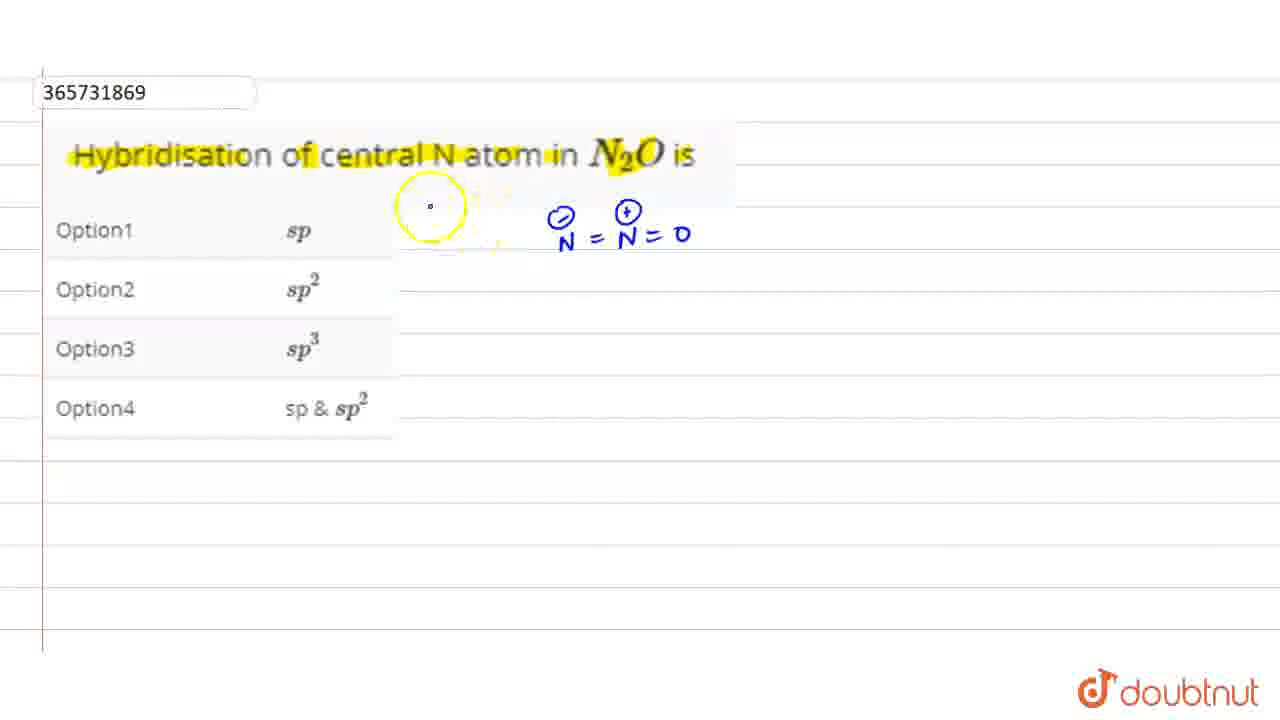 365731869
Hybridisation of central N atom in N₂O is
Option1 sp
⊖ ⊕
N = N = O
Option2 sp²
Option3 sp³
Option4 sp & sp²
doubtnut